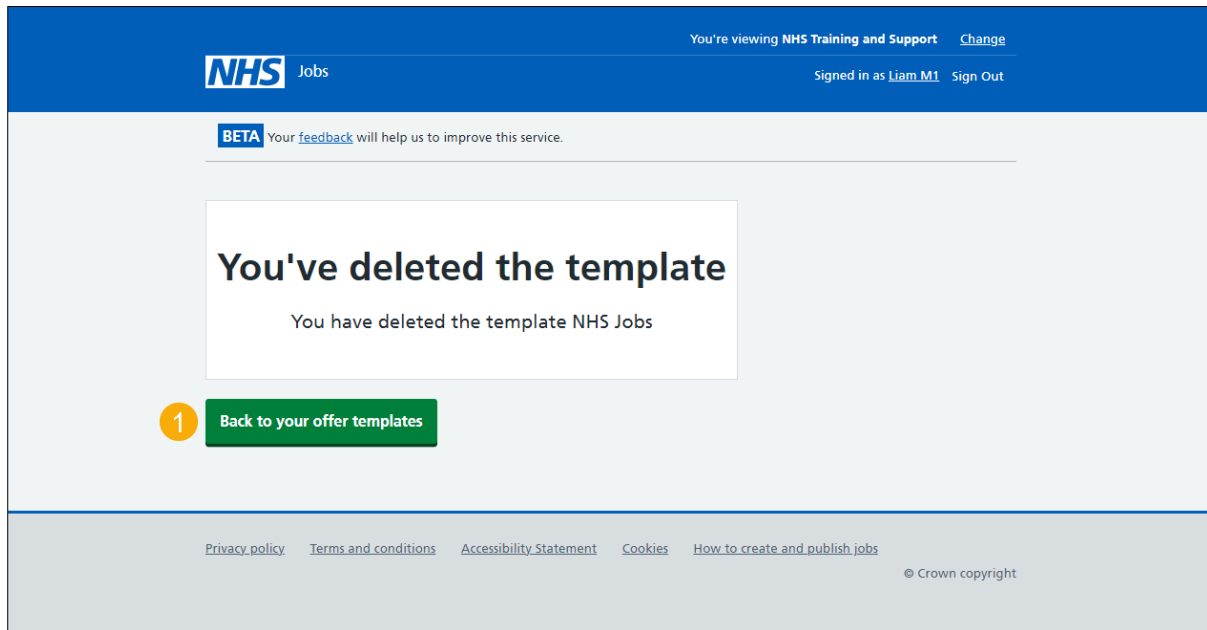 You're viewing NHS Training and Support Change
NHS Jobs
Signed in as Liam M1 Sign Out
BETA Your feedback will help us to improve this service.
You've deleted the template
You have deleted the template NHS Jobs
1 Back to your offer templates
Privacy policy Terms and conditions Accessibility Statement Cookies How to create and publish jobs
© Crown copyright